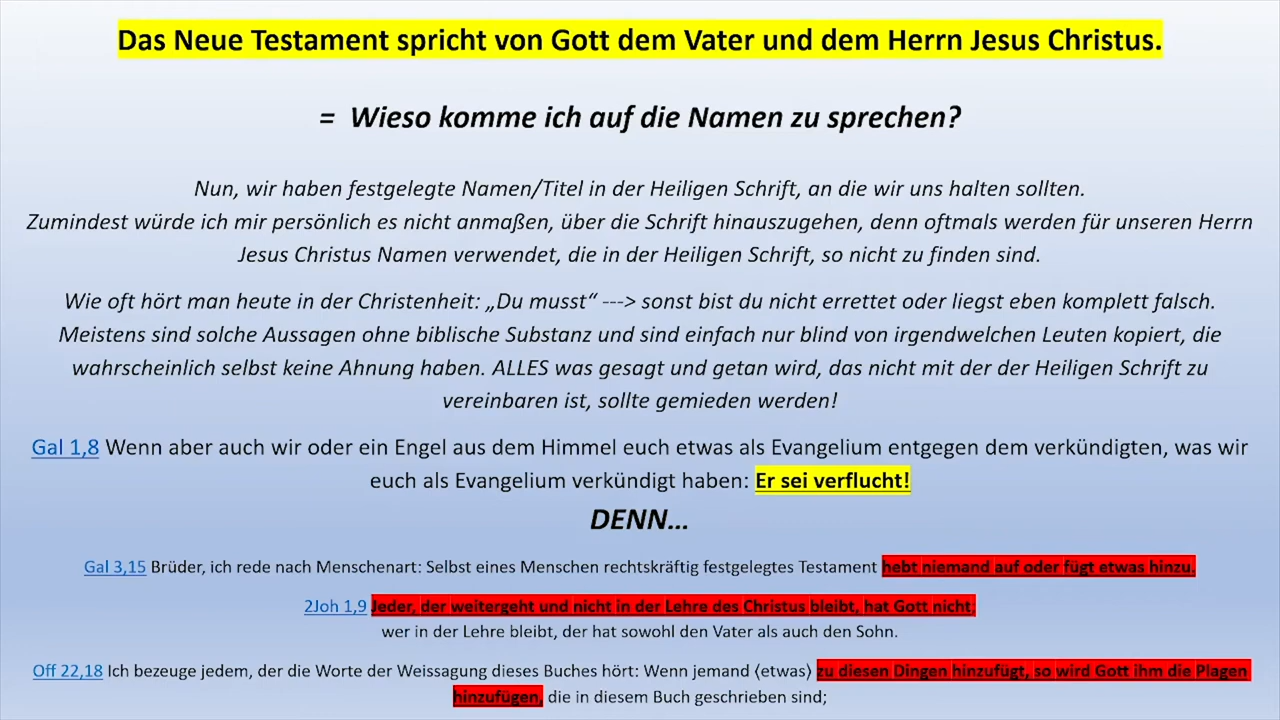 Das Neue Testament spricht von Gott dem Vater und dem Herrn Jesus Christus.
= Wieso komme ich auf die Namen zu sprechen?
Nun, wir haben festgelegte Namen/Titel in der Heiligen Schrift, an die wir uns halten sollten.
Zumindest würde ich mir persönlich es nicht anmaßen, über die Schrift hinauszugehen, denn oftmals werden für unseren Herrn
Jesus Christus Namen verwendet, die in der Heiligen Schrift, so nicht zu finden sind.
Wie oft hört man heute in der Christenheit: „Du musst“ ---> sonst bist du nicht errettet oder liegst eben komplett falsch.
Meistens sind solche Aussagen ohne biblische Substanz und sind einfach nur blind von irgendwelchen Leuten kopiert, die
wahrscheinlich selbst keine Ahnung haben. ALLES was gesagt und getan wird, das nicht mit der der Heiligen Schrift zu
vereinbaren ist, sollte gemieden werden!
Gal 1,8 Wenn aber auch wir oder ein Engel aus dem Himmel euch etwas als Evangelium entgegen dem verkündigten, was wir
euch als Evangelium verkündigt haben: Er sei verflucht!
DENN...
Gal 3,15 Brüder, ich rede nach Menschenart: Selbst eines Menschen rechtskräftig festgelegtes Testament hebt niemand auf oder fügt etwas hinzu.
2Joh 1,9 Jeder, der weitergeht und nicht in der Lehre des Christus bleibt, hat Gott nicht;
wer in der Lehre bleibt, der hat sowohl den Vater als auch den Sohn.
Off 22,18 Ich bezeuge jedem, der die Worte der Weissagung dieses Buches hört: Wenn jemand ⟨etwas⟩ zu diesen Dingen hinzufügt, so wird Gott ihm die Plagen
hinzufügen, die in diesem Buch geschrieben sind;